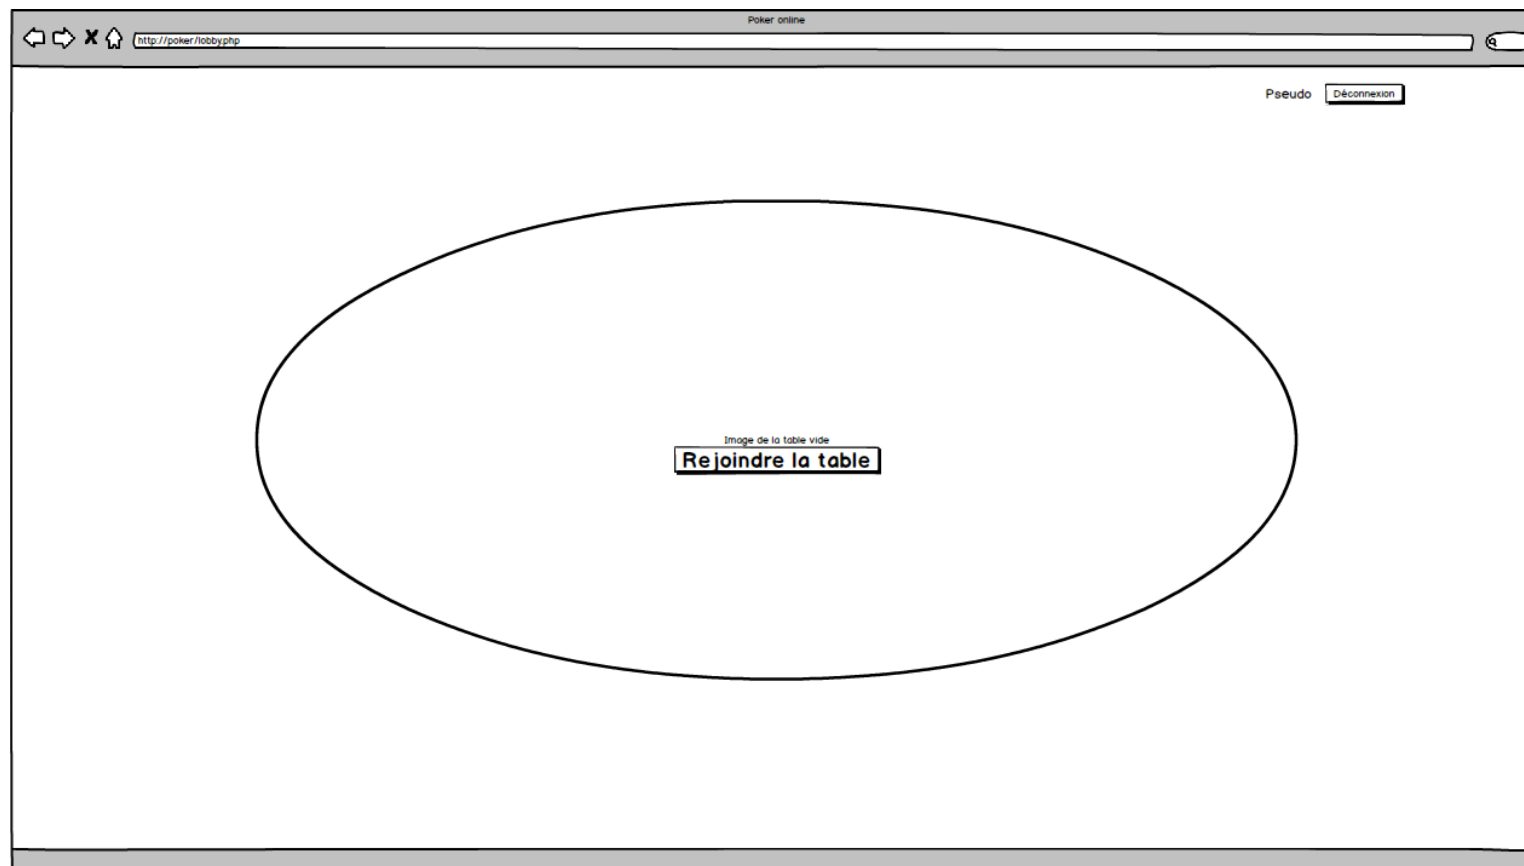 Poker online
http://poker/lobby.php
Pseudo
Déconnexion
Image de la table vide
Rejoindre la table